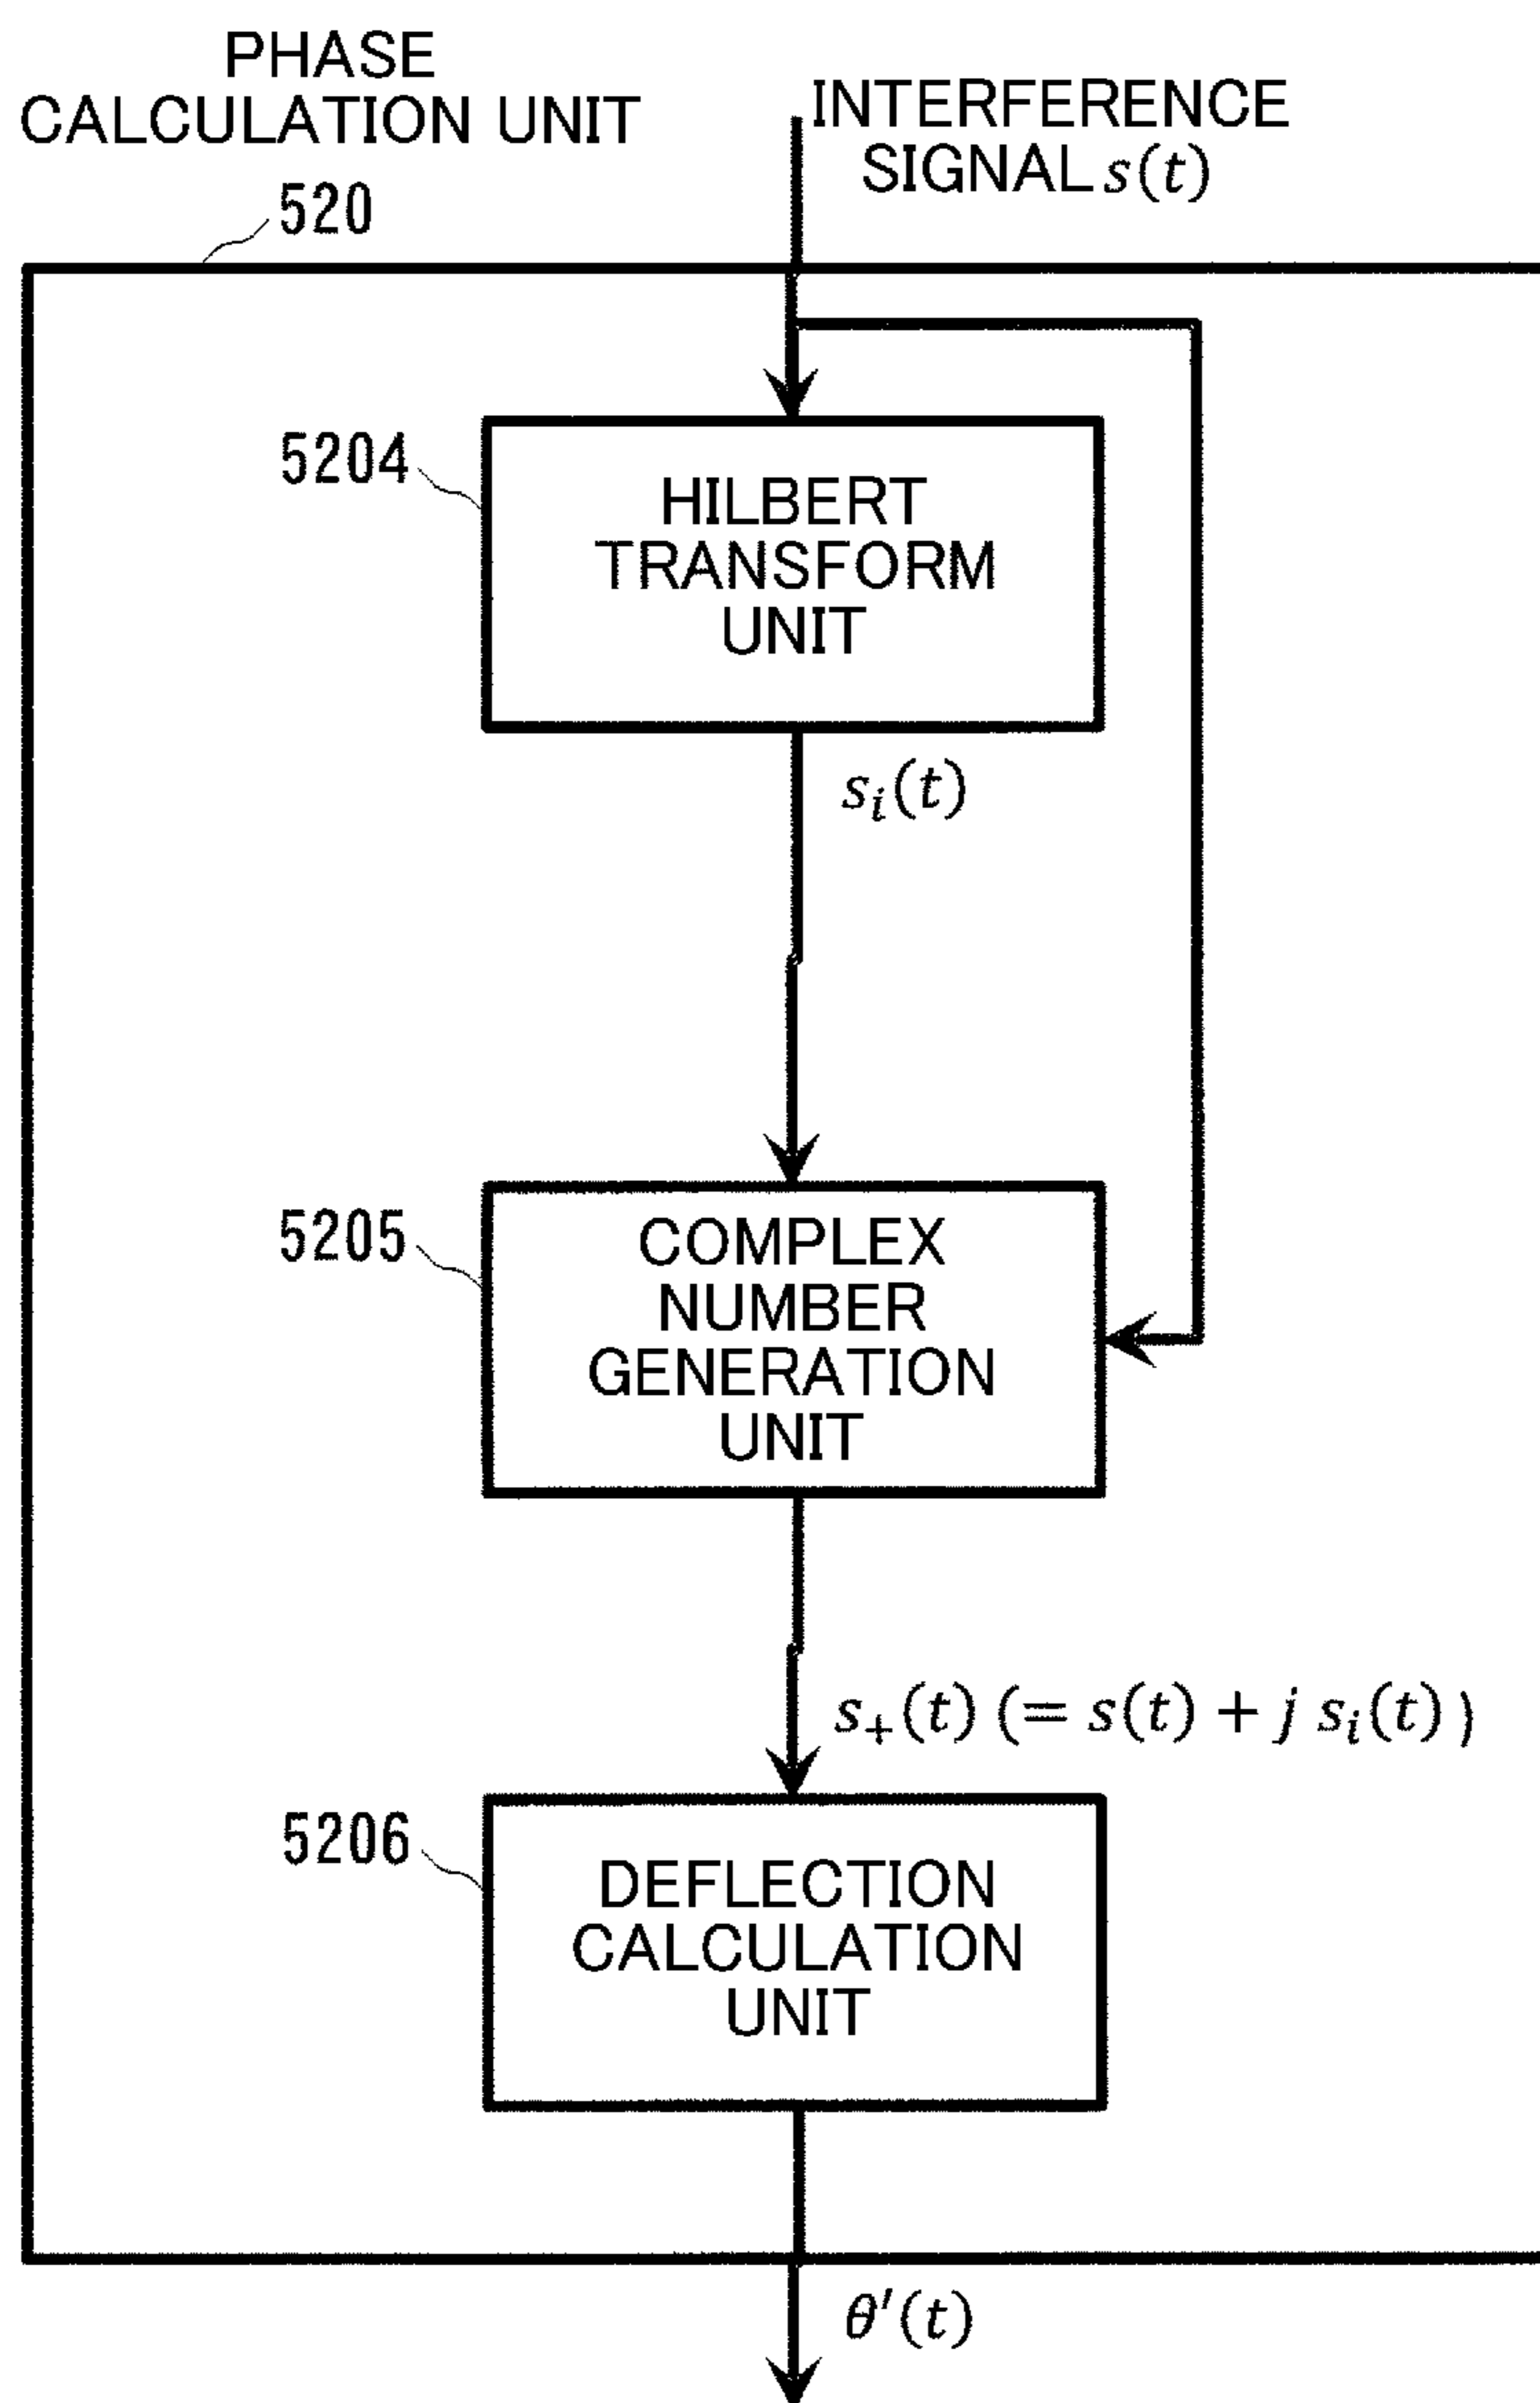 PHASE
CALCULATION UNIT
520
INTERFERENCE
SIGNAL s(t)
5204
HILBERT
TRANSFORM
UNIT
s_i(t)
5205
COMPLEX
NUMBER
GENERATION
UNIT
s_+(t) (= s(t) + j s_i(t))
5206
DEFLECTION
CALCULATION
UNIT
θ′(t)